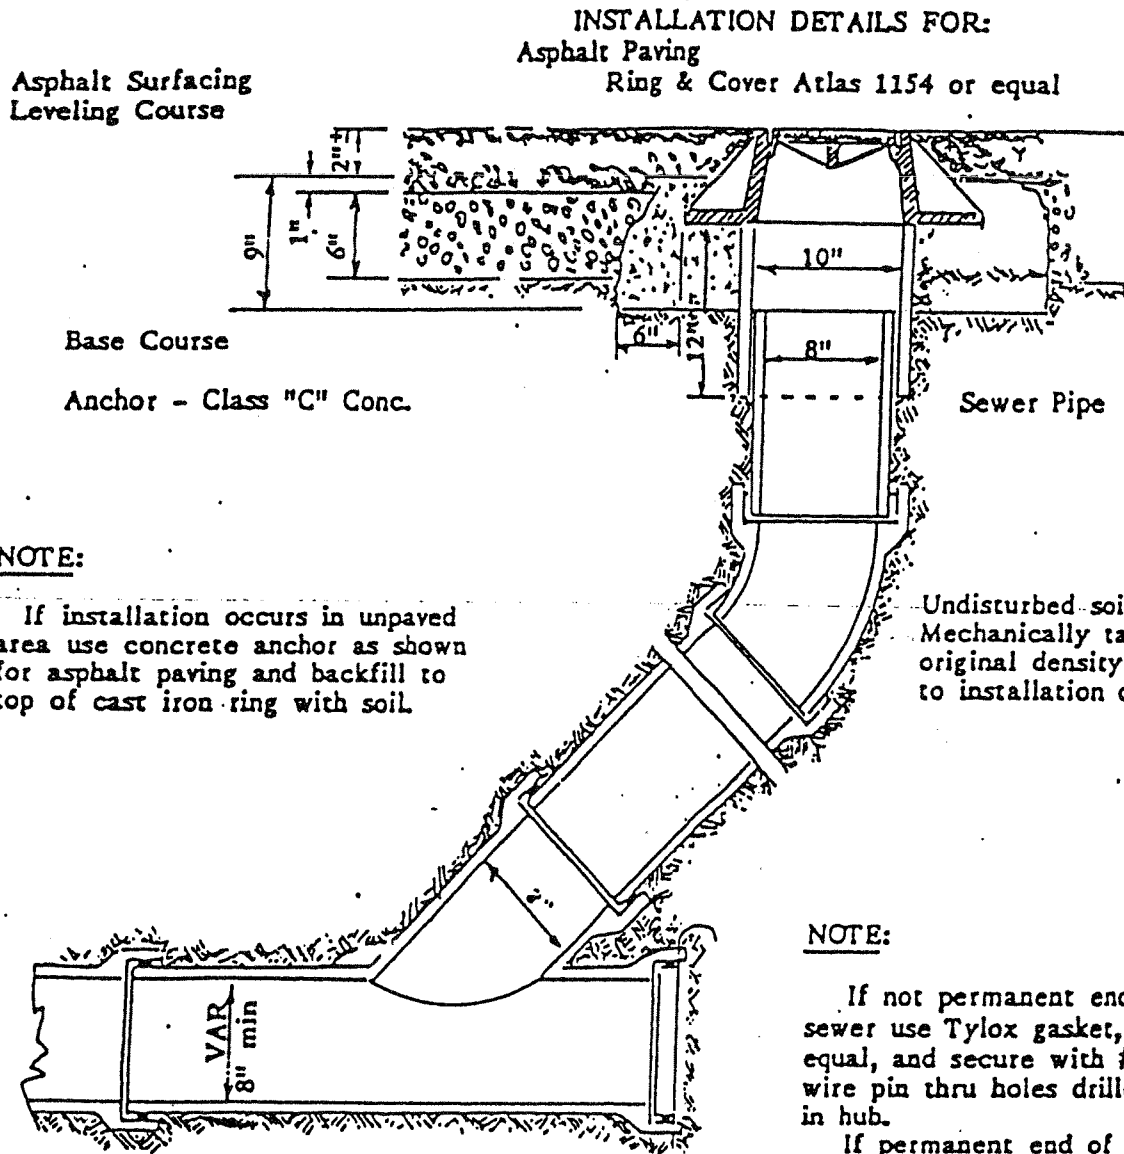 INSTALLATION DETAILS FOR:
Asphalt Paving
Ring & Cover Atlas 1154 or equal
Asphalt Surfacing
Leveling Course
2"±
9"
1"
6"
10"
6"
8"
Base Course
Anchor - Class "C" Conc.
Sewer Pipe
NOTE:
If installation occurs in unpaved
area use concrete anchor as shown
for asphalt paving and backfill to
top of cast iron ring with soil.
Undisturbed
Mechanically
original density
to installation
VAR
8" min
NOTE:
If not permanent end
sewer use Tylox gasket,
equal, and secure with
wire pin thru holes
in hub.
If permanent end of